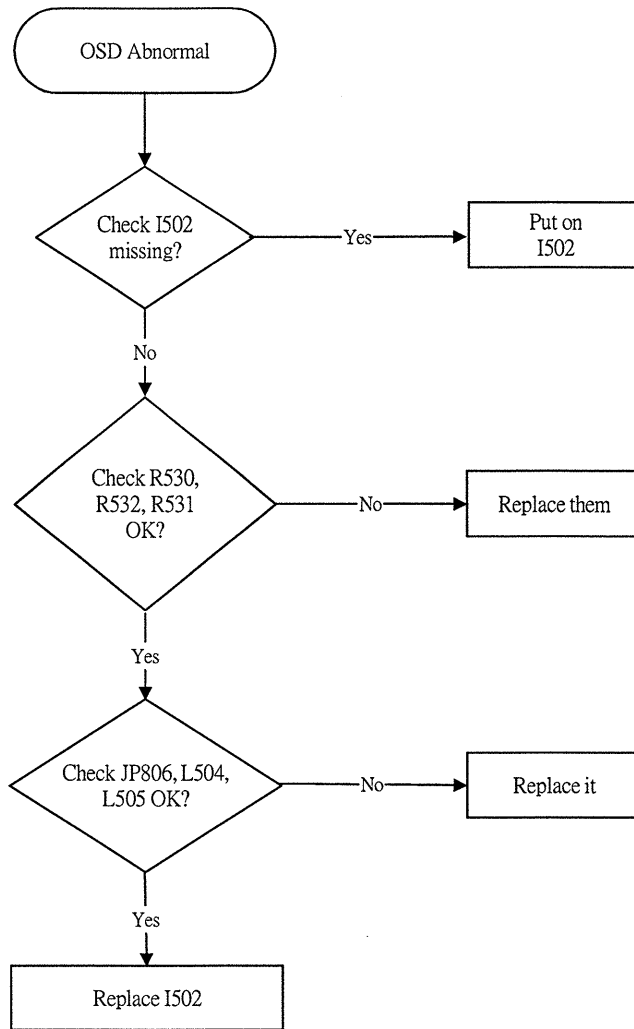 OSD Abnormal
Check I502
missing?
Yes
Put on
I502
No
Check R530,
R532, R531
OK?
No
Replace them
Yes
Check JP806, L504,
L505 OK?
No
Replace it
Yes
Replace I502